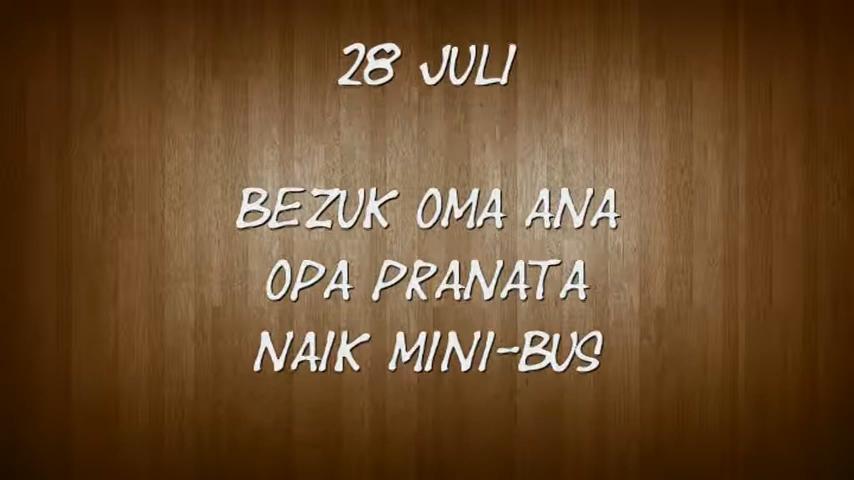 28 JULI
BEZUK OMA ANA
OPA PRANATA
NAIK MINI-BUS